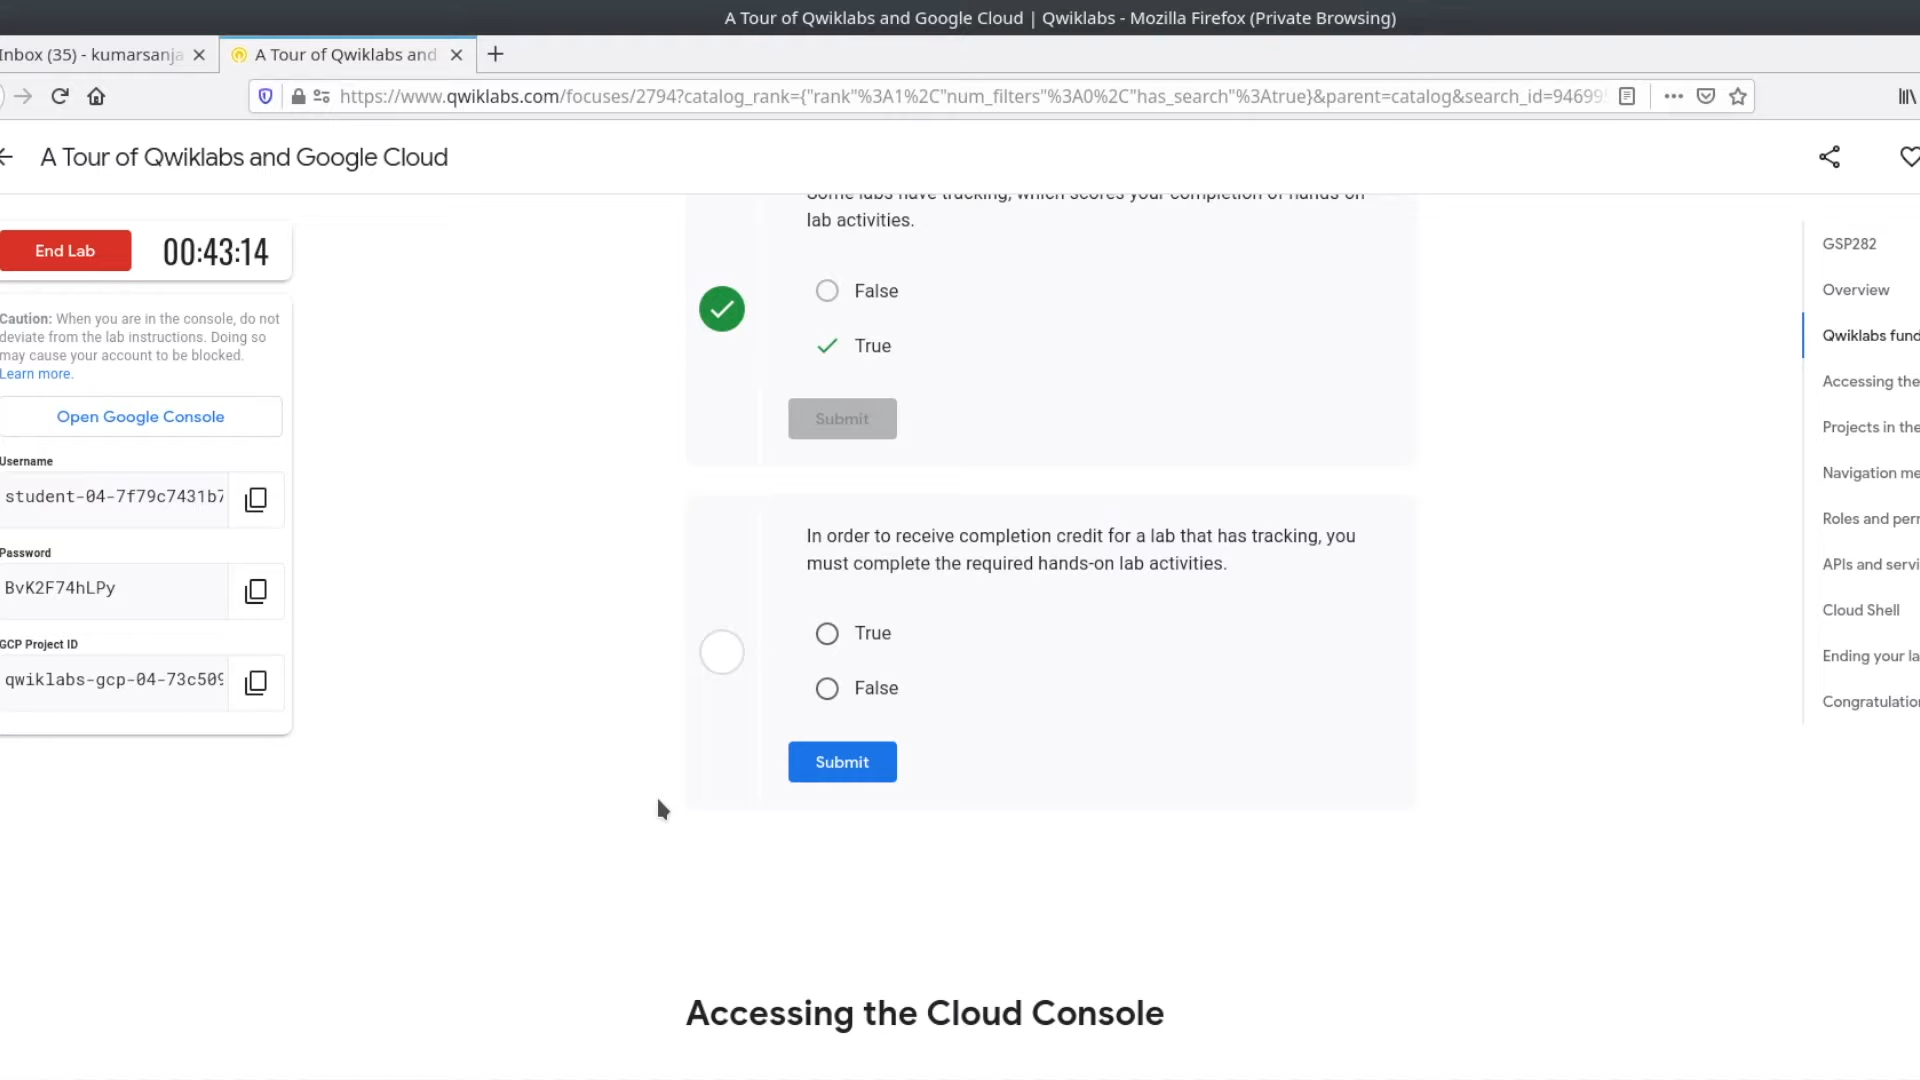 A Tour of Qwiklabs and Google Cloud | Qwiklabs - Mozilla Firefox (Private Browsing)
Inbox (35) - kumarsanja
A Tour of Qwiklabs and
https://www.qwiklabs.com/focuses/2794?catalog_rank={"rank"%3A1%2C"num_filters"%3A0%2C"has_search"%3Atrue}&parent=catalog&search_id=94699
A Tour of Qwiklabs and Google Cloud
End Lab
00:43:14
Caution: When you are in the console, do not
deviate from the lab instructions. Doing so
may cause your account to be blocked.
Learn more.
Open Google Console
Username
student-04-7f79c7431b7
Password
BvK2F74hLPy
GCP Project ID
qwiklabs-gcp-04-73c509
Some labs have tracking, which scores your completion of hands-on
lab activities.
False
True
Submit
In order to receive completion credit for a lab that has tracking, you
must complete the required hands-on lab activities.
True
False
Submit
Accessing the Cloud Console
GSP282
Overview
Qwiklabs fund
Accessing the
Projects in the
Navigation me
Roles and perr
APIs and servi
Cloud Shell
Ending your la
Congratulation